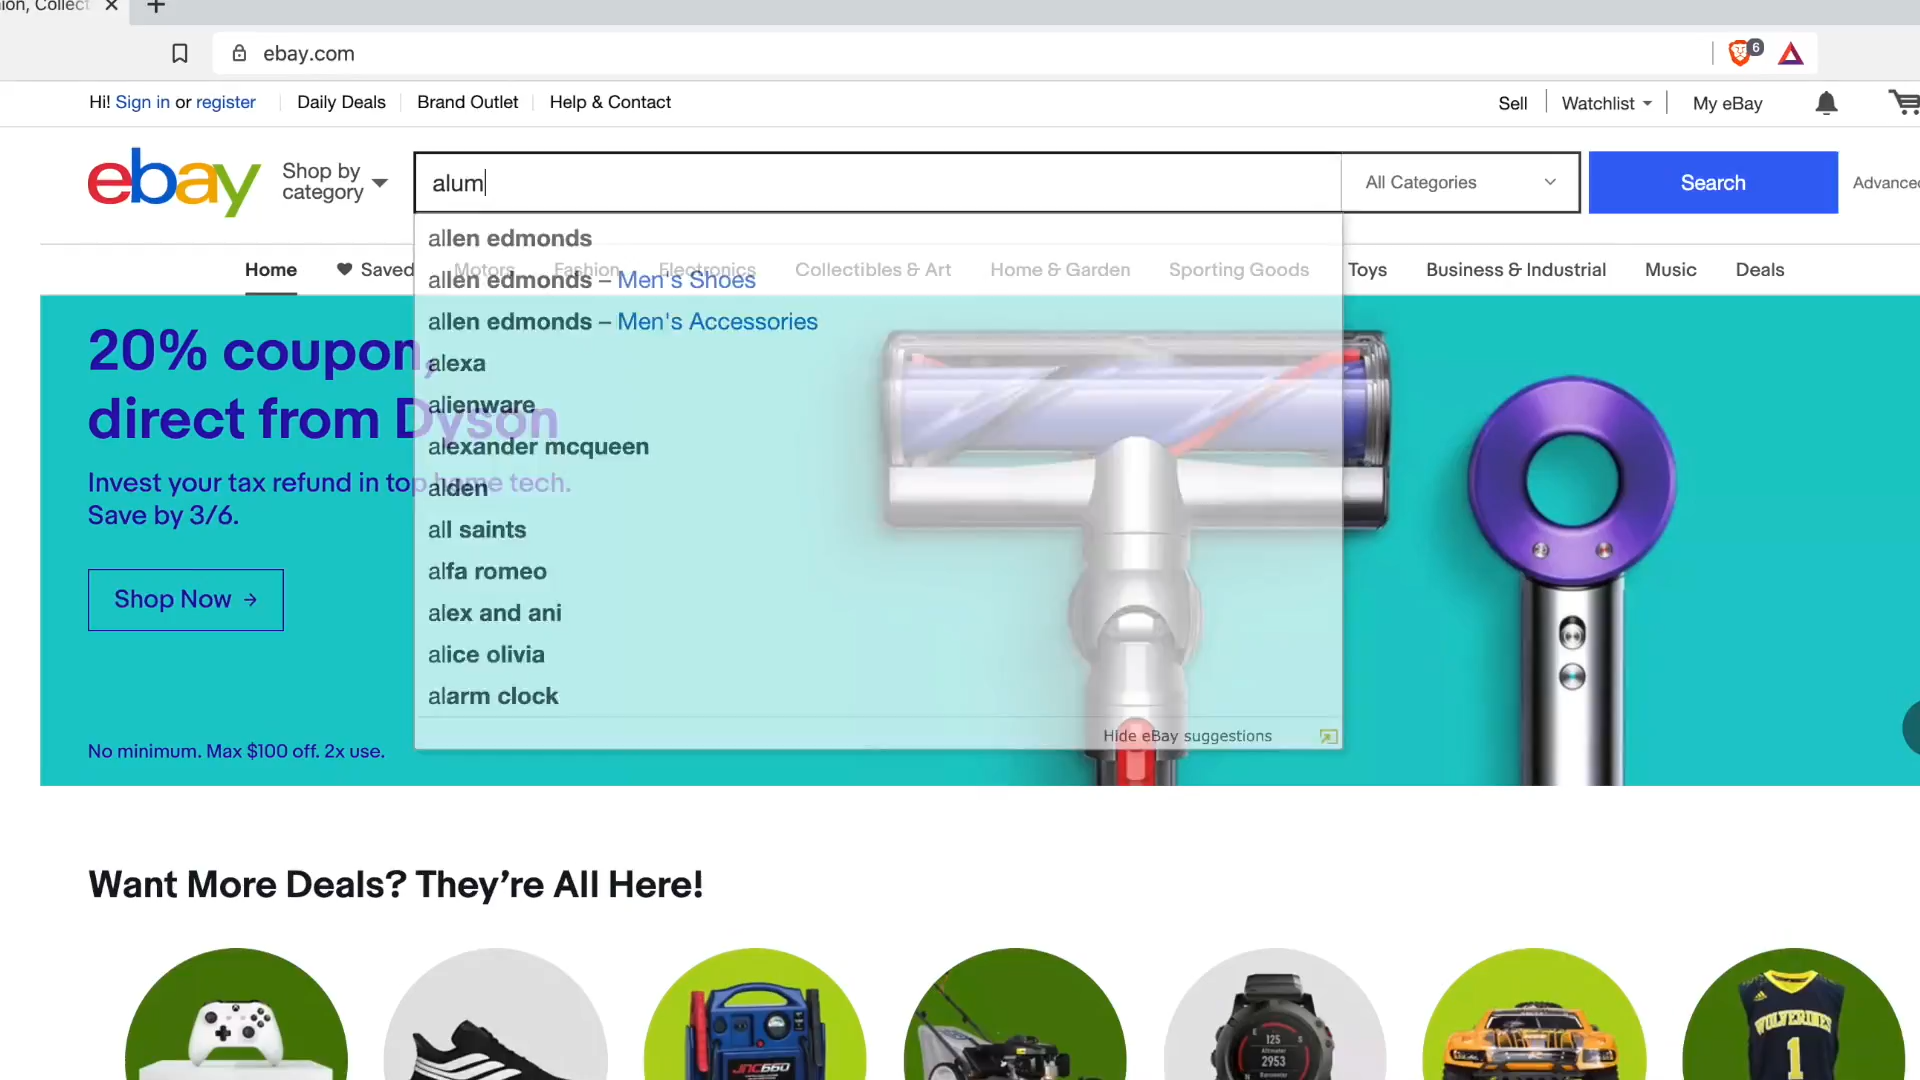 ion, Collect
ebay.com
6
Hi! Sign in or register
Daily Deals
Brand Outlet
Help & Contact
Sell
Watchlist
My eBay
ebay
Shop by
category
alum
All Categories
Search
Advanced
Home
Saved
Motors
Fashion
Electronics
Collectibles & Art
Home & Garden
Sporting Goods
Toys
Business & Industrial
Music
Deals
allen edmonds
allen edmonds – Men's Shoes
allen edmonds – Men's Accessories
alexa
alienware
alexander mcqueen
alden
all saints
alfa romeo
alex and ani
alice olivia
alarm clock
Hide eBay suggestions
20% coupon,
direct from Dyson
Invest your tax refund in top home tech.
Save by 3/6.
Shop Now →
No minimum. Max $100 off. 2x use.
Want More Deals? They’re All Here!
JNC660
125
Altimeter
2953
Barometer
WOLVERINES
1